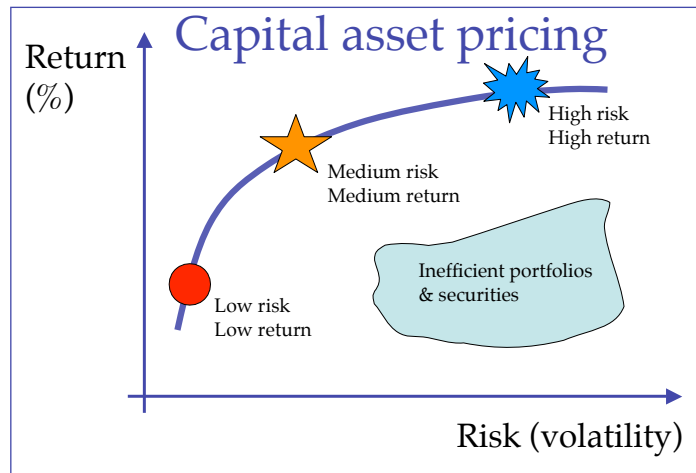 Capital asset pricing
Return
(%)
High risk
High return
Medium risk
Medium return
Inefficient portfolios
& securities
Low risk
Low return
Risk (volatility)